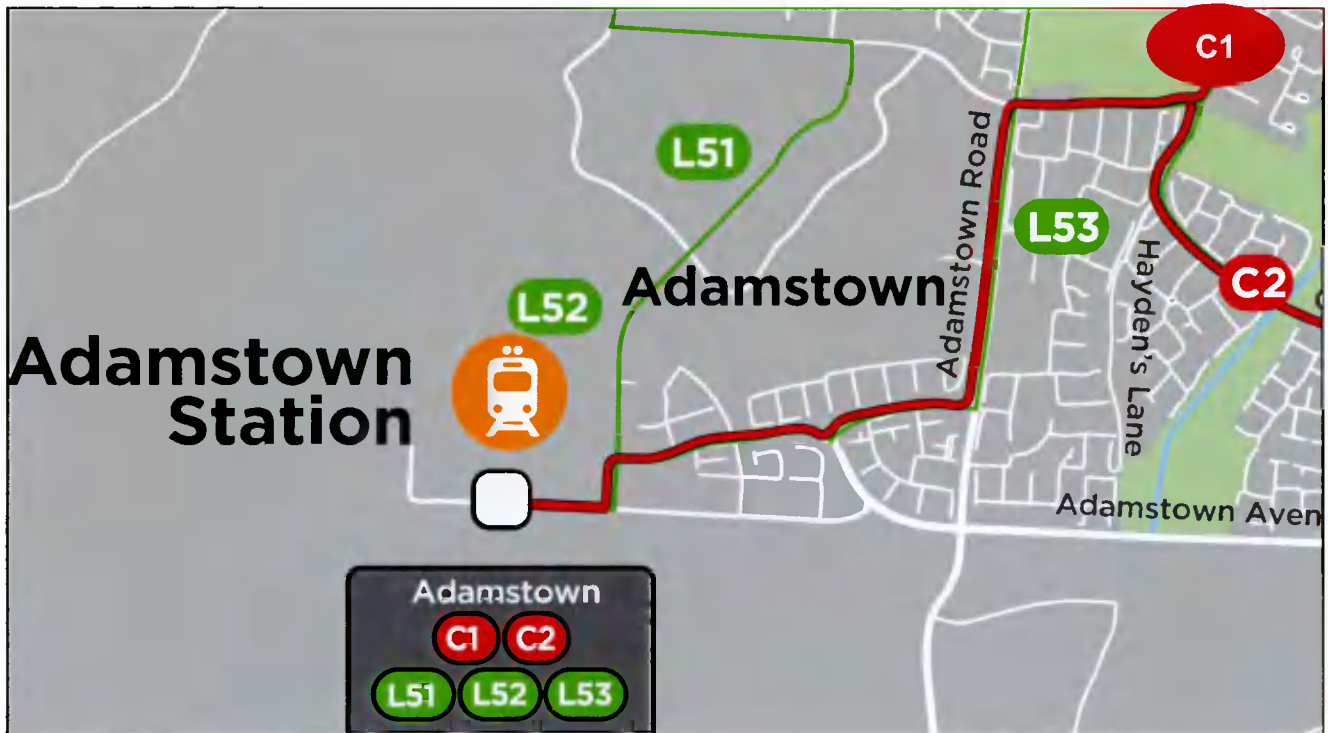 C1
L51
Adamstown Road
L53
Hayden's Lane
C2
L52
Adamstown
Adamstown
Station
Adamstown Aven
Adamstown
C1 C2
L51 L52 L53